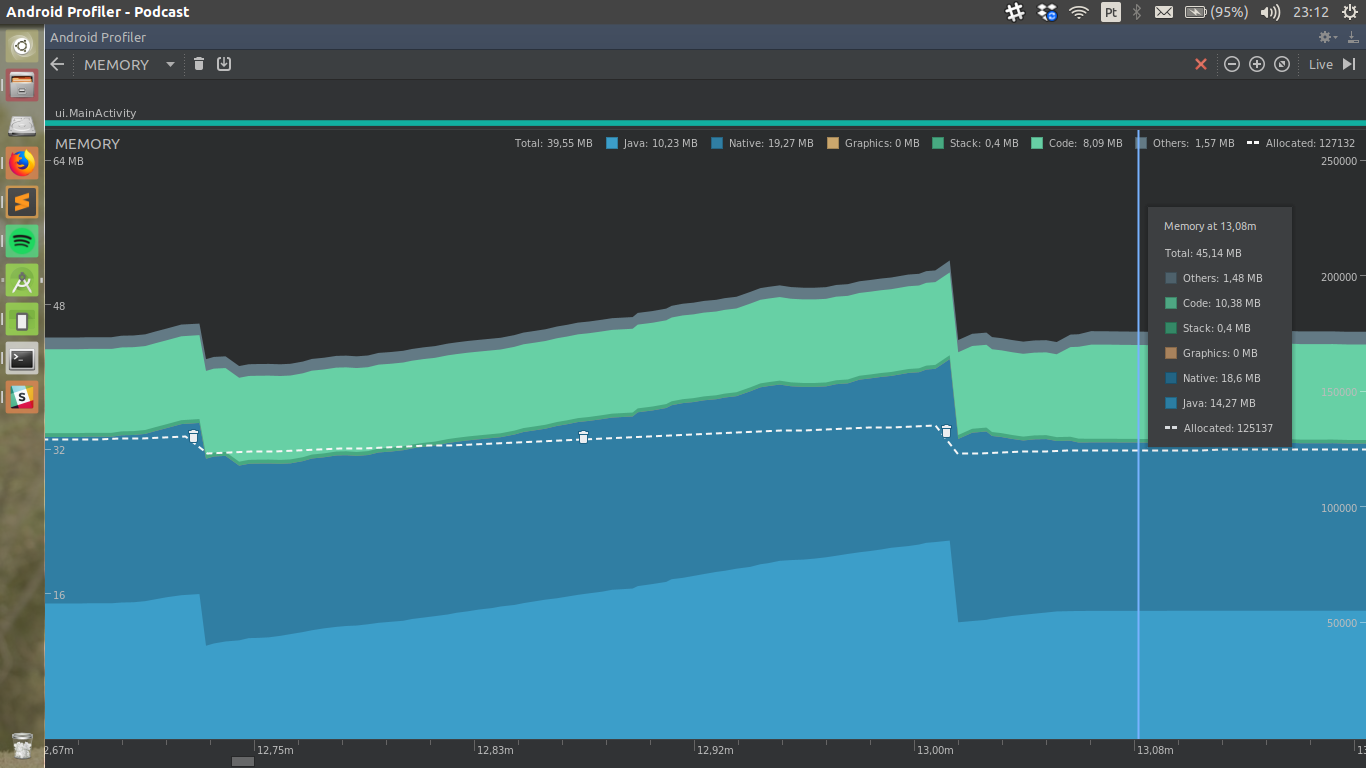 Android Profiler - Podcast
Pt (95%) 23:12
Android Profiler
MEMORY Live
ui.MainActivity
MEMORY Total: 39,55 MB Java: 10,23 MB Native: 19,27 MB Graphics: 0 MB Stack: 0,4 MB Code: 8,09 MB Others: 1,57 MB Allocated: 127132
64 MB 250000
Memory at 13,08m
Total: 45,14 MB
Others: 1,48 MB
Code: 10,38 MB
Stack: 0,4 MB
Graphics: 0 MB
Native: 18,6 MB
Java: 14,27 MB
Allocated: 125137
200000
48
150000
32
100000
16
50000
2,67m 12,75m 12,83m 12,92m 13,00m 13,08m